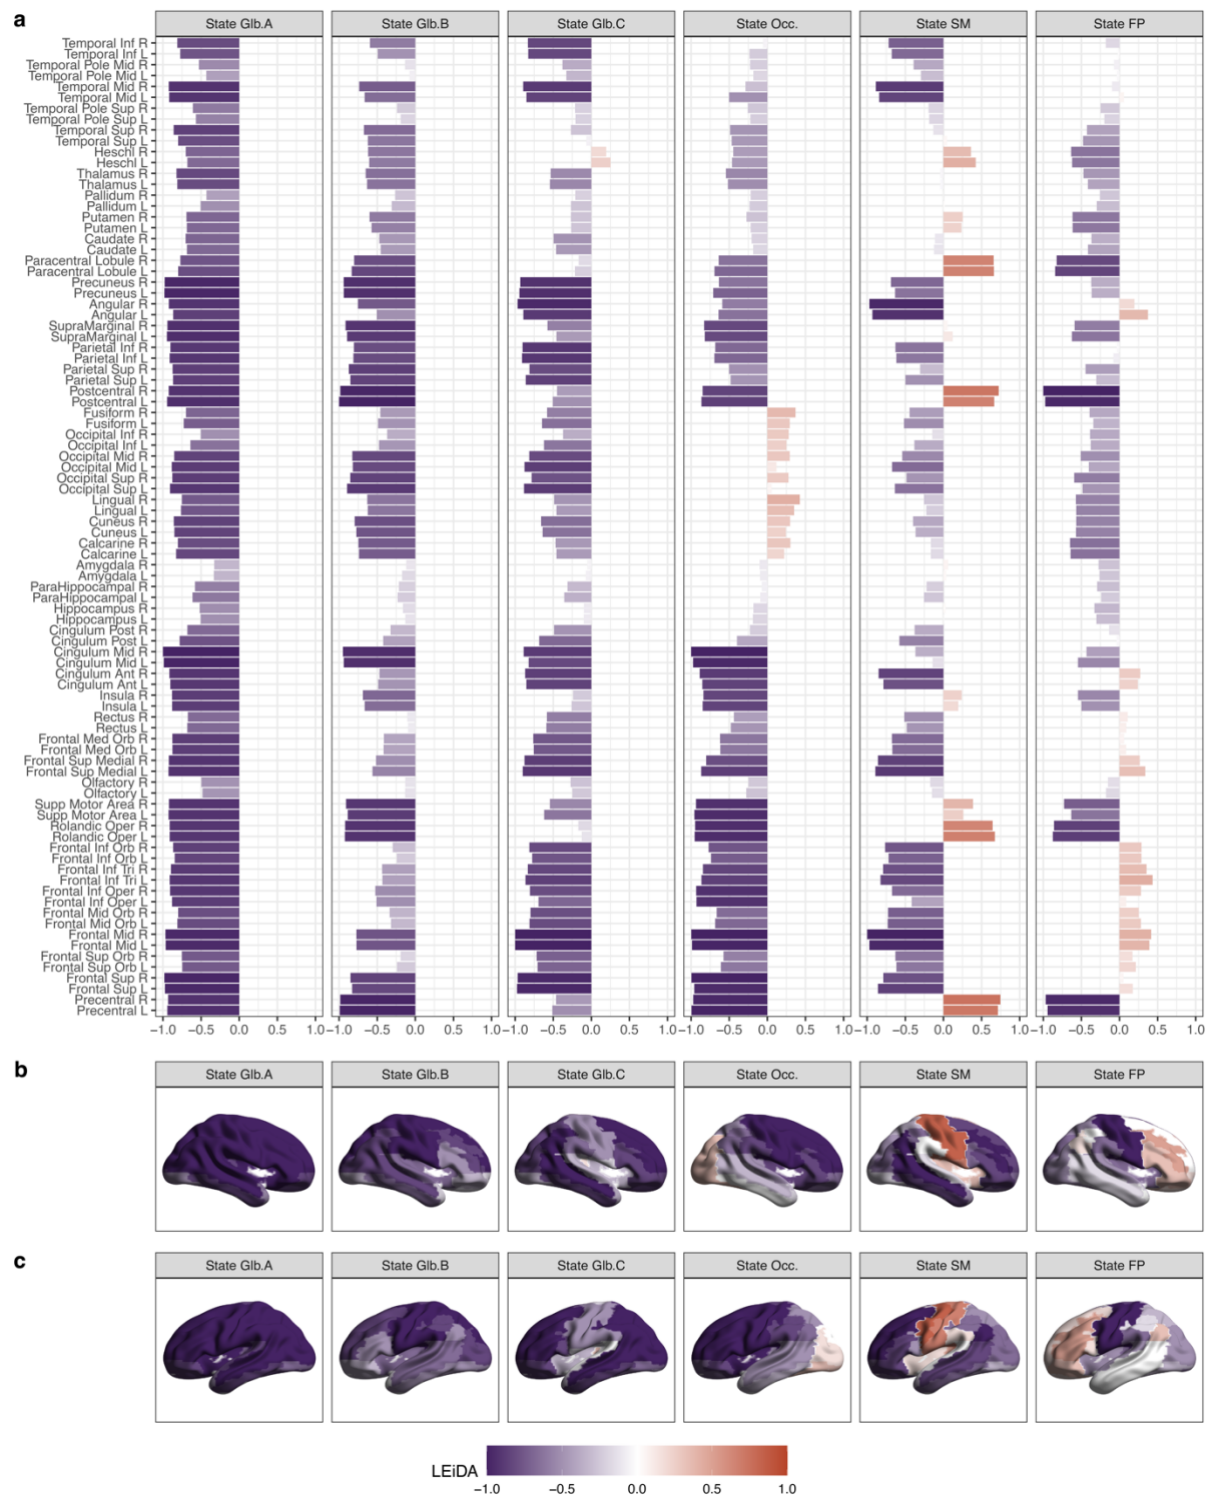 a
State Glb.A State Glb.B State Glb.C State Occ. State SM State FP
Temporal Inf R
Temporal Inf L
Temporal Pole Mid R
Temporal Pole Mid L
Temporal Mid R
Temporal Mid L
Temporal Pole Sup R
Temporal Pole Sup L
Temporal Sup R
Temporal Sup L
Heschl R
Heschl L
Thalamus R
Thalamus L
Pallidum R
Pallidum L
Putamen R
Putamen L
Caudate R
Caudate L
Paracentral Lobule R
Paracentral Lobule L
Precuneus R
Precuneus L
Angular R
Angular L
SupraMarginal R
SupraMarginal L
Parietal Inf R
Parietal Inf L
Parietal Sup R
Parietal Sup L
Postcentral R
Postcentral L
Fusiform R
Fusiform L
Occipital Inf R
Occipital Inf L
Occipital Mid R
Occipital Mid L
Occipital Sup R
Occipital Sup L
Lingual R
Lingual L
Cuneus R
Cuneus L
Calcarine R
Calcarine L
Amygdala R
Amygdala L
ParaHippocampal R
ParaHippocampal L
Hippocampus R
Hippocampus L
Cingulum Post R
Cingulum Post L
Cingulum Mid R
Cingulum Mid L
Cingulum Ant R
Cingulum Ant L
Insula R
Insula L
Rectus R
Rectus L
Frontal Med Orb R
Frontal Med Orb L
Frontal Sup Medial R
Frontal Sup Medial L
Olfactory R
Olfactory L
Supp Motor Area R
Supp Motor Area L
Rolandic Oper R
Rolandic Oper L
Frontal Inf Orb R
Frontal Inf Orb L
Frontal Inf Tri R
Frontal Inf Tri L
Frontal Inf Oper R
Frontal Inf Oper L
Frontal Mid Orb R
Frontal Mid Orb L
Frontal Mid R
Frontal Mid L
Frontal Sup Orb R
Frontal Sup Orb L
Frontal Sup R
Frontal Sup L
Precentral R
Precentral L
−1.0 −0.5 0.0 0.5 1.0 −1.0 −0.5 0.0 0.5 1.0 −1.0 −0.5 0.0 0.5 1.0 −1.0 −0.5 0.0 0.5 1.0 −1.0 −0.5 0.0 0.5 1.0 −1.0 −0.5 0.0 0.5 1.0
b
State Glb.A State Glb.B State Glb.C State Occ. State SM State FP
c
State Glb.A State Glb.B State Glb.C State Occ. State SM State FP
LEiDA
−1.0 −0.5 0.0 0.5 1.0